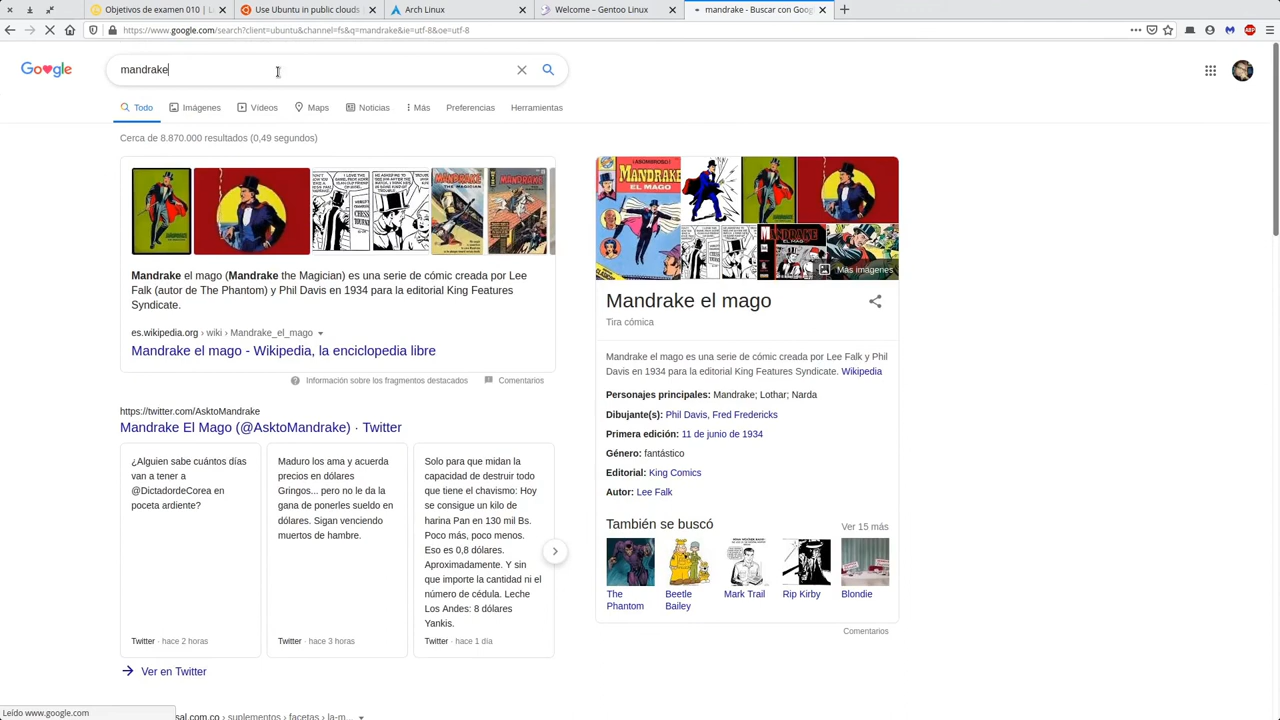 Objetivos de examen 010 | L
Use Ubuntu in public clouds
Arch Linux
Welcome – Gentoo Linux
mandrake - Buscar con Goog
https://www.google.com/search?client=ubuntu&channel=fs&q=mandrake&ie=utf-8&oe=utf-8
mandrake
Todo
Imágenes
Vídeos
Maps
Noticias
Más
Preferencias
Herramientas
Cerca de 8.870.000 resultados (0,49 segundos)
Mandrake el mago (Mandrake the Magician) es una serie de cómic creada por Lee
Falk (autor de The Phantom) y Phil Davis en 1934 para la editorial King Features
Syndicate.
es.wikipedia.org › wiki › Mandrake_el_mago
Mandrake el mago - Wikipedia, la enciclopedia libre
Información sobre los fragmentos destacados
Comentarios
https://twitter.com/AsktoMandrake
Mandrake El Mago (@AsktoMandrake) · Twitter
¿Alguien sabe cuántos días
van a tener a
@DictadordeCorea en
poceta ardiente?
Twitter · hace 2 horas
Maduro los ama y acuerda
precios en dólares
Gringos... pero no le da la
gana de ponerles sueldo en
dólares. Sigan venciendo
muertos de hambre.
Twitter · hace 3 horas
Solo para que midan la
capacidad de destruir todo
que tiene el chavismo: Hoy
se consigue un kilo de
harina Pan en 130 mil Bs.
Poco más, poco menos.
Eso es 0,8 dólares.
Aproximadamente. Y sin
que importe la cantidad ni el
número de cédula. Leche
Los Andes: 8 dólares
Yankis.
Twitter · hace 1 día
Ver en Twitter
sal.com.co › suplementos › facetas › la-m...
Leído www.google.com
MANDRAKE
EL MAGO
Más imágenes
Mandrake el mago
Tira cómica
Mandrake el mago es una serie de cómic creada por Lee Falk y Phil
Davis en 1934 para la editorial King Features Syndicate. Wikipedia
Personajes principales: Mandrake; Lothar; Narda
Dibujante(s): Phil Davis, Fred Fredericks
Primera edición: 11 de junio de 1934
Género: fantástico
Editorial: King Comics
Autor: Lee Falk
También se buscó
Ver 15 más
The
Phantom
Beetle
Bailey
Mark Trail
Rip Kirby
Blondie
Comentarios